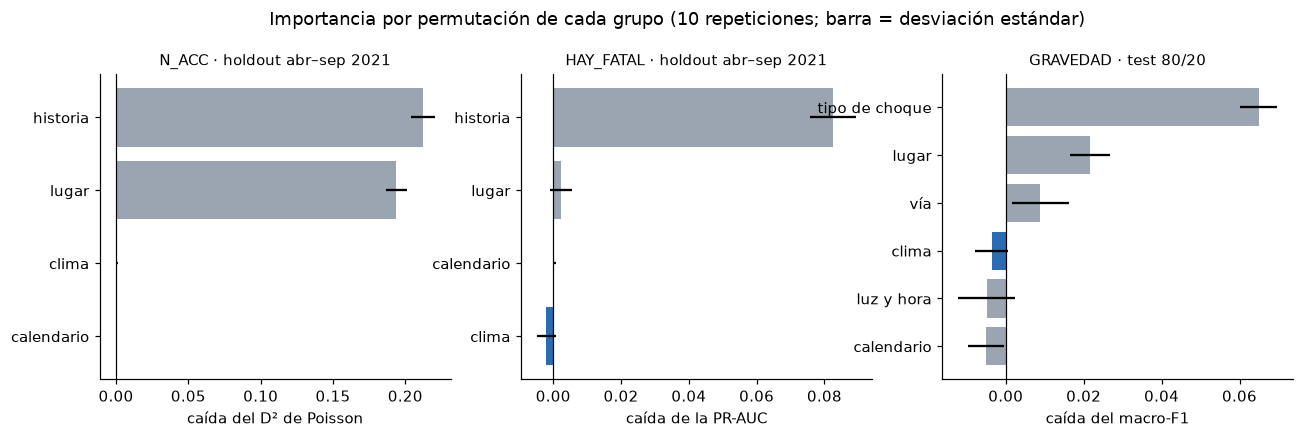 Importancia por permutación de cada grupo (10 repeticiones; barra = desviación estándar)
N_ACC · holdout abr–sep 2021
historia
lugar
clima
calendario
0.00 0.05 0.10 0.15 0.20
caída del D² de Poisson
HAY_FATAL · holdout abr–sep 2021
historia
lugar
calendario
clima
0.00 0.02 0.04 0.06 0.08
caída de la PR-AUC
GRAVEDAD · test 80/20
tipo de choque
lugar
vía
clima
luz y hora
calendario
0.00 0.02 0.04 0.06
caída del macro-F1